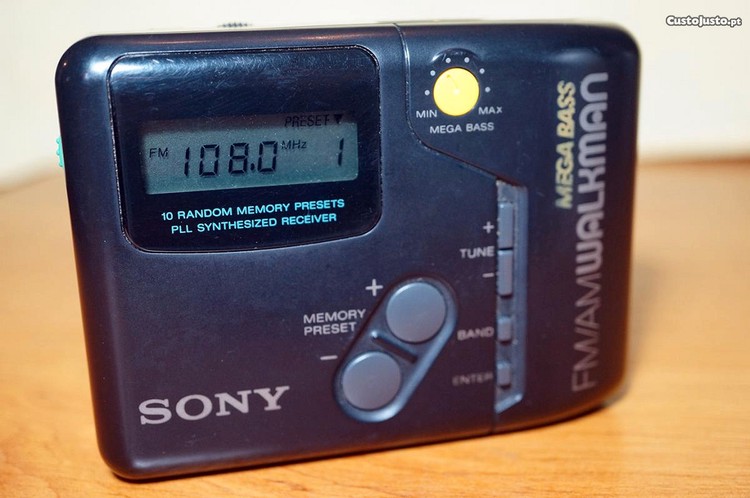 CustoJusto.pt
PRESET▼
FM 108.0 MHz 1
10 RANDOM MEMORY PRESETS
PLL SYNTHESIZED RECEIVER
MIN MAX
MEGA BASS
+
TUNE
−
BAND
ENTER
+
MEMORY
PRESET
−
SONY
MEGA BASS
FM/AM WALKMAN